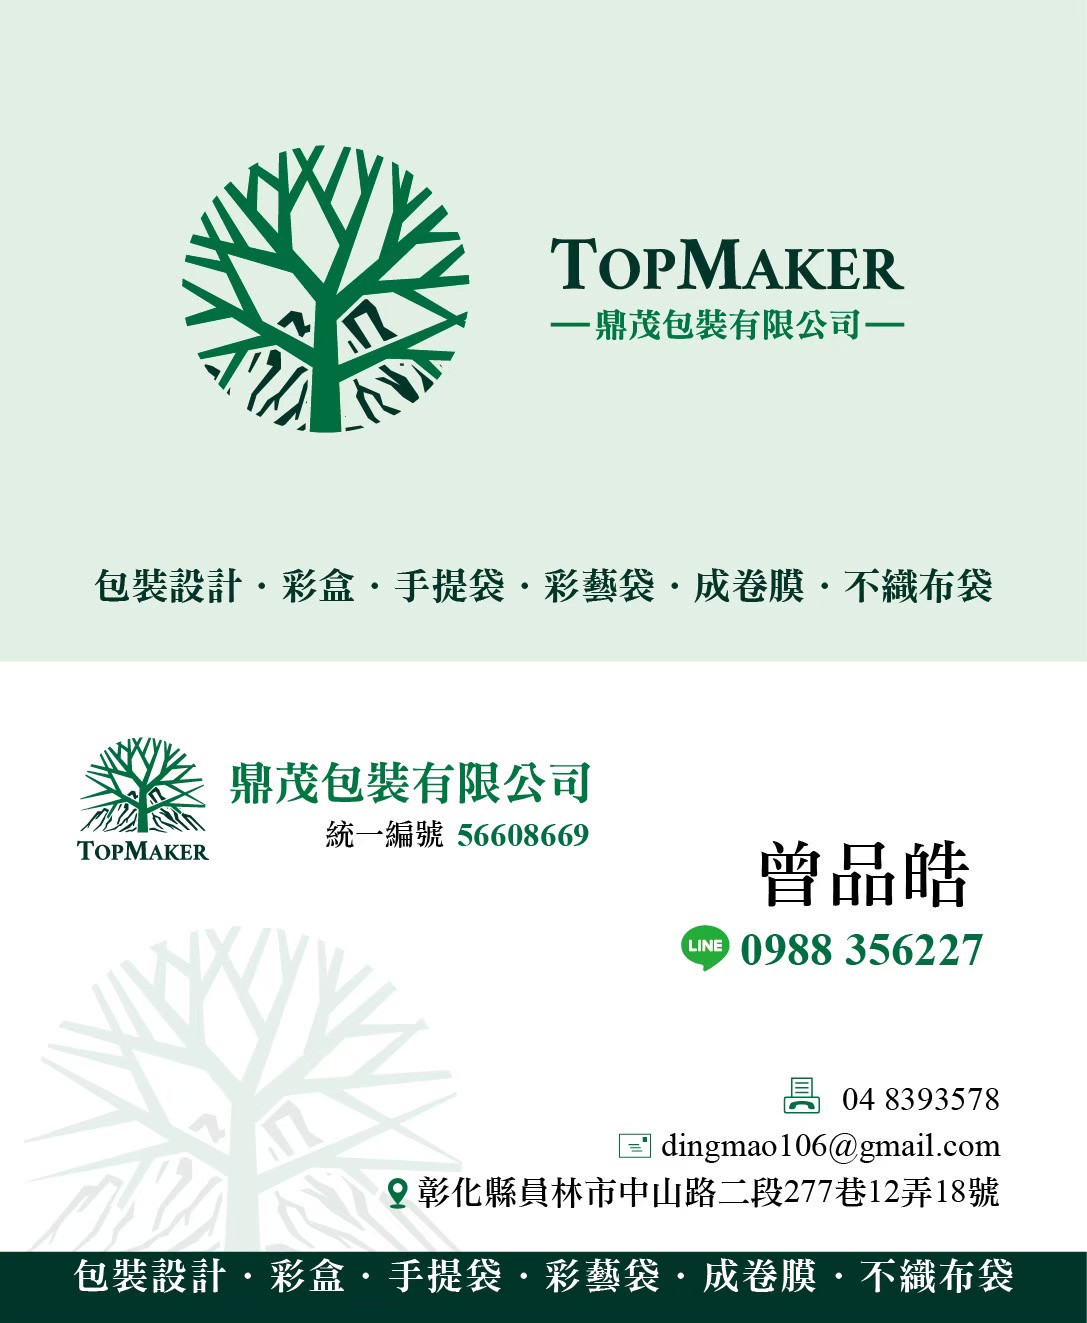 TOPMAKER
鼎茂包裝有限公司
包裝設計·彩盒·手提袋·彩藝袋·成卷膜·不織布袋
鼎茂包裝有限公司
統一編號 56608669
TOPMAKER
曾品皓
LINE 0988 356227
04 8393578
dingmao106@gmail.com
彰化縣員林市中山路二段277巷12弄18號
包裝設計·彩盒·手提袋·彩藝袋·成卷膜·不織布袋